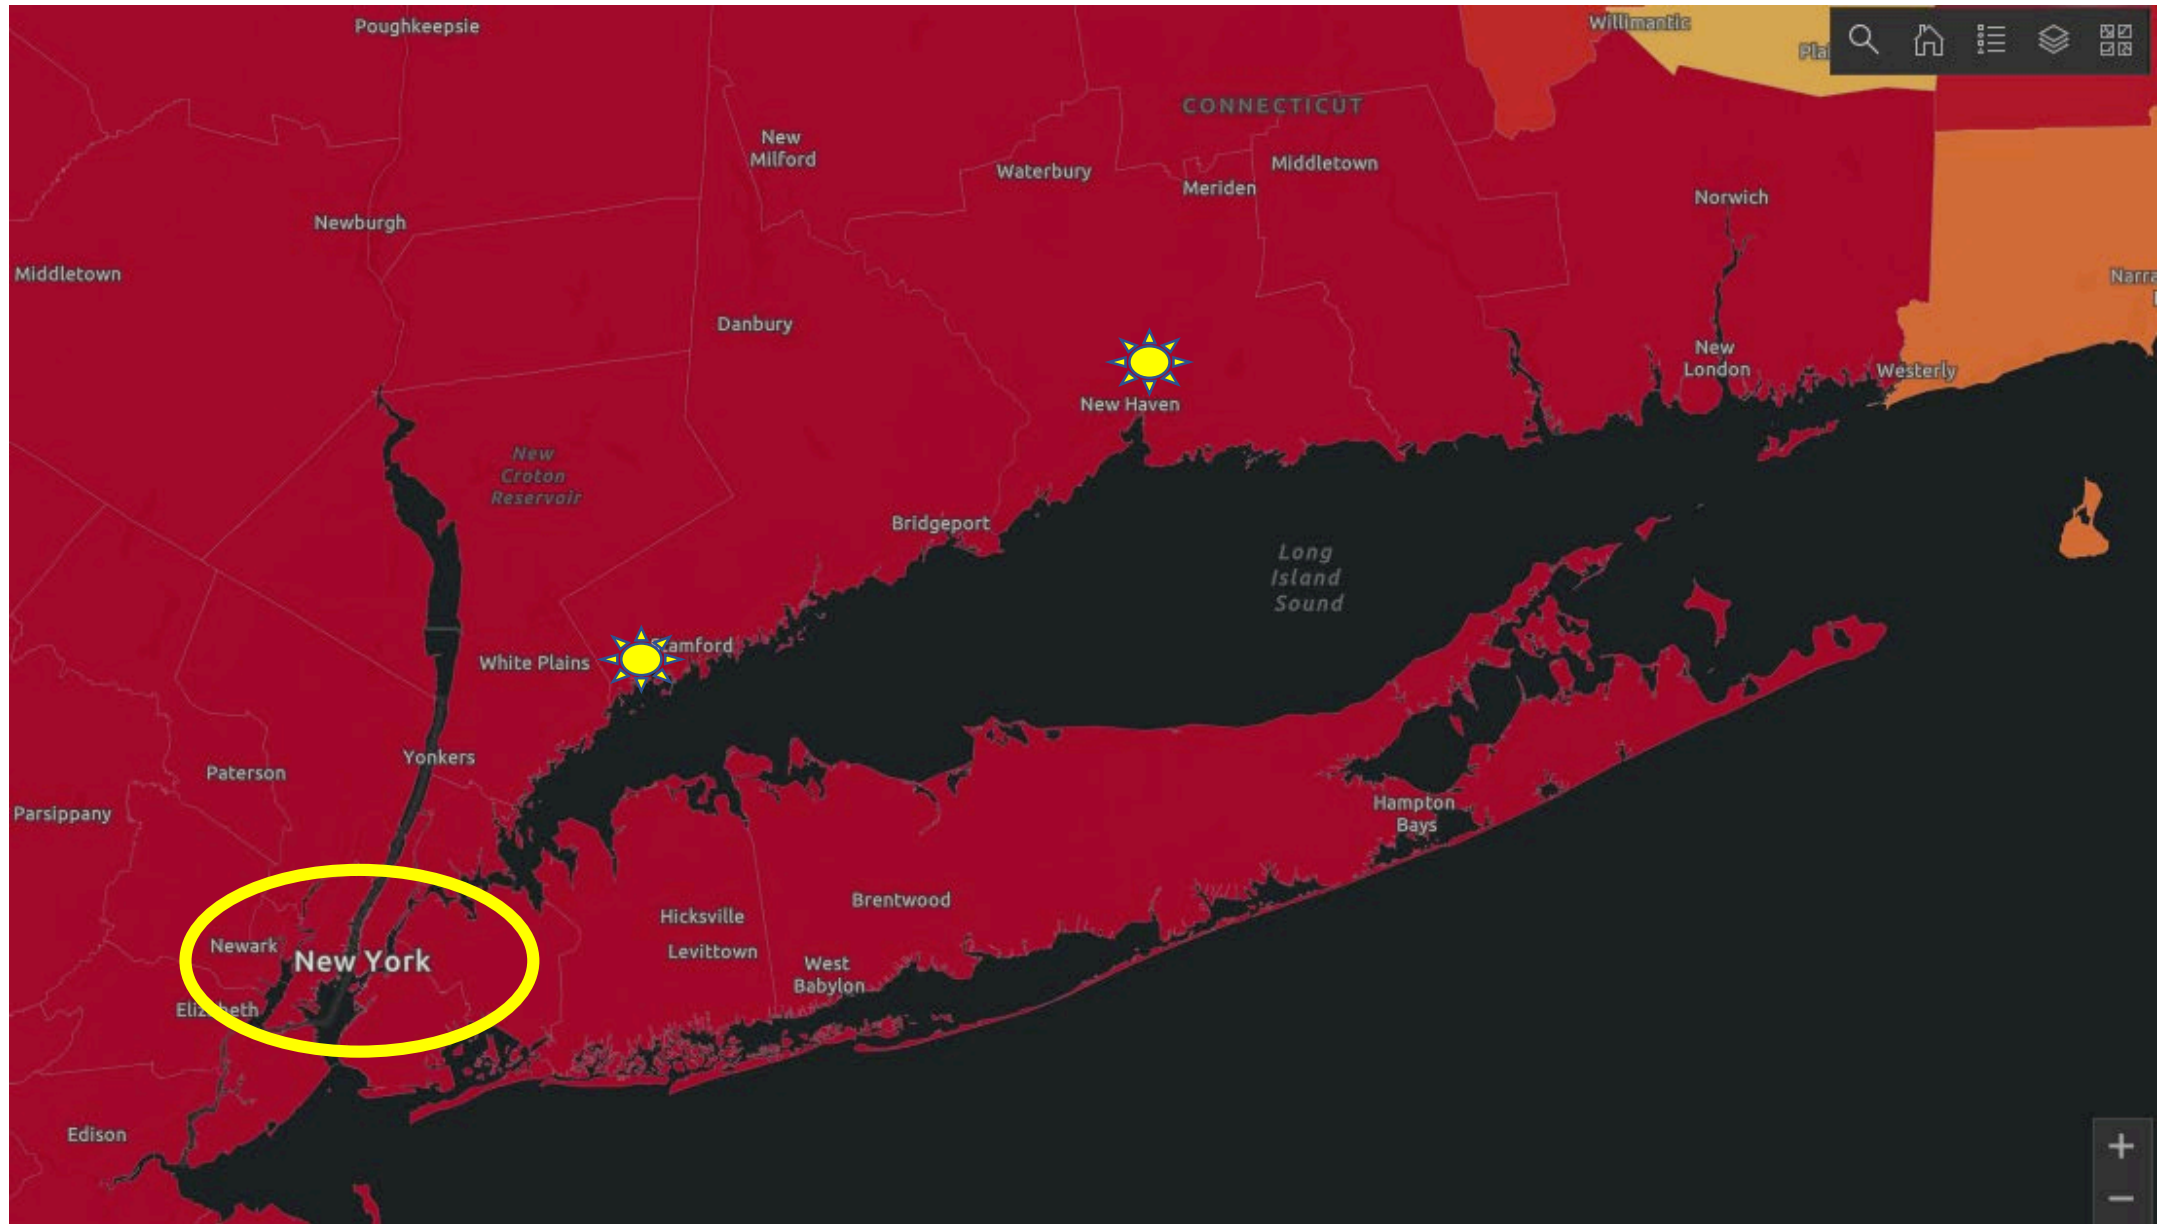 Poughkeepsie
Willimantic
CONNECTICUT
New
Milford
Waterbury
Middletown
Meriden
Norwich
Newburgh
Middletown
Danbury
New
London
Westerly
New Haven
New
Croton
Reservoir
Bridgeport
Long
Island
Sound
White Plains
Yonkers
Paterson
Parsippany
Hampton
Bays
Brentwood
Hicksville
Levittown
Newark
New York
West
Babylon
Elizabeth
Edison